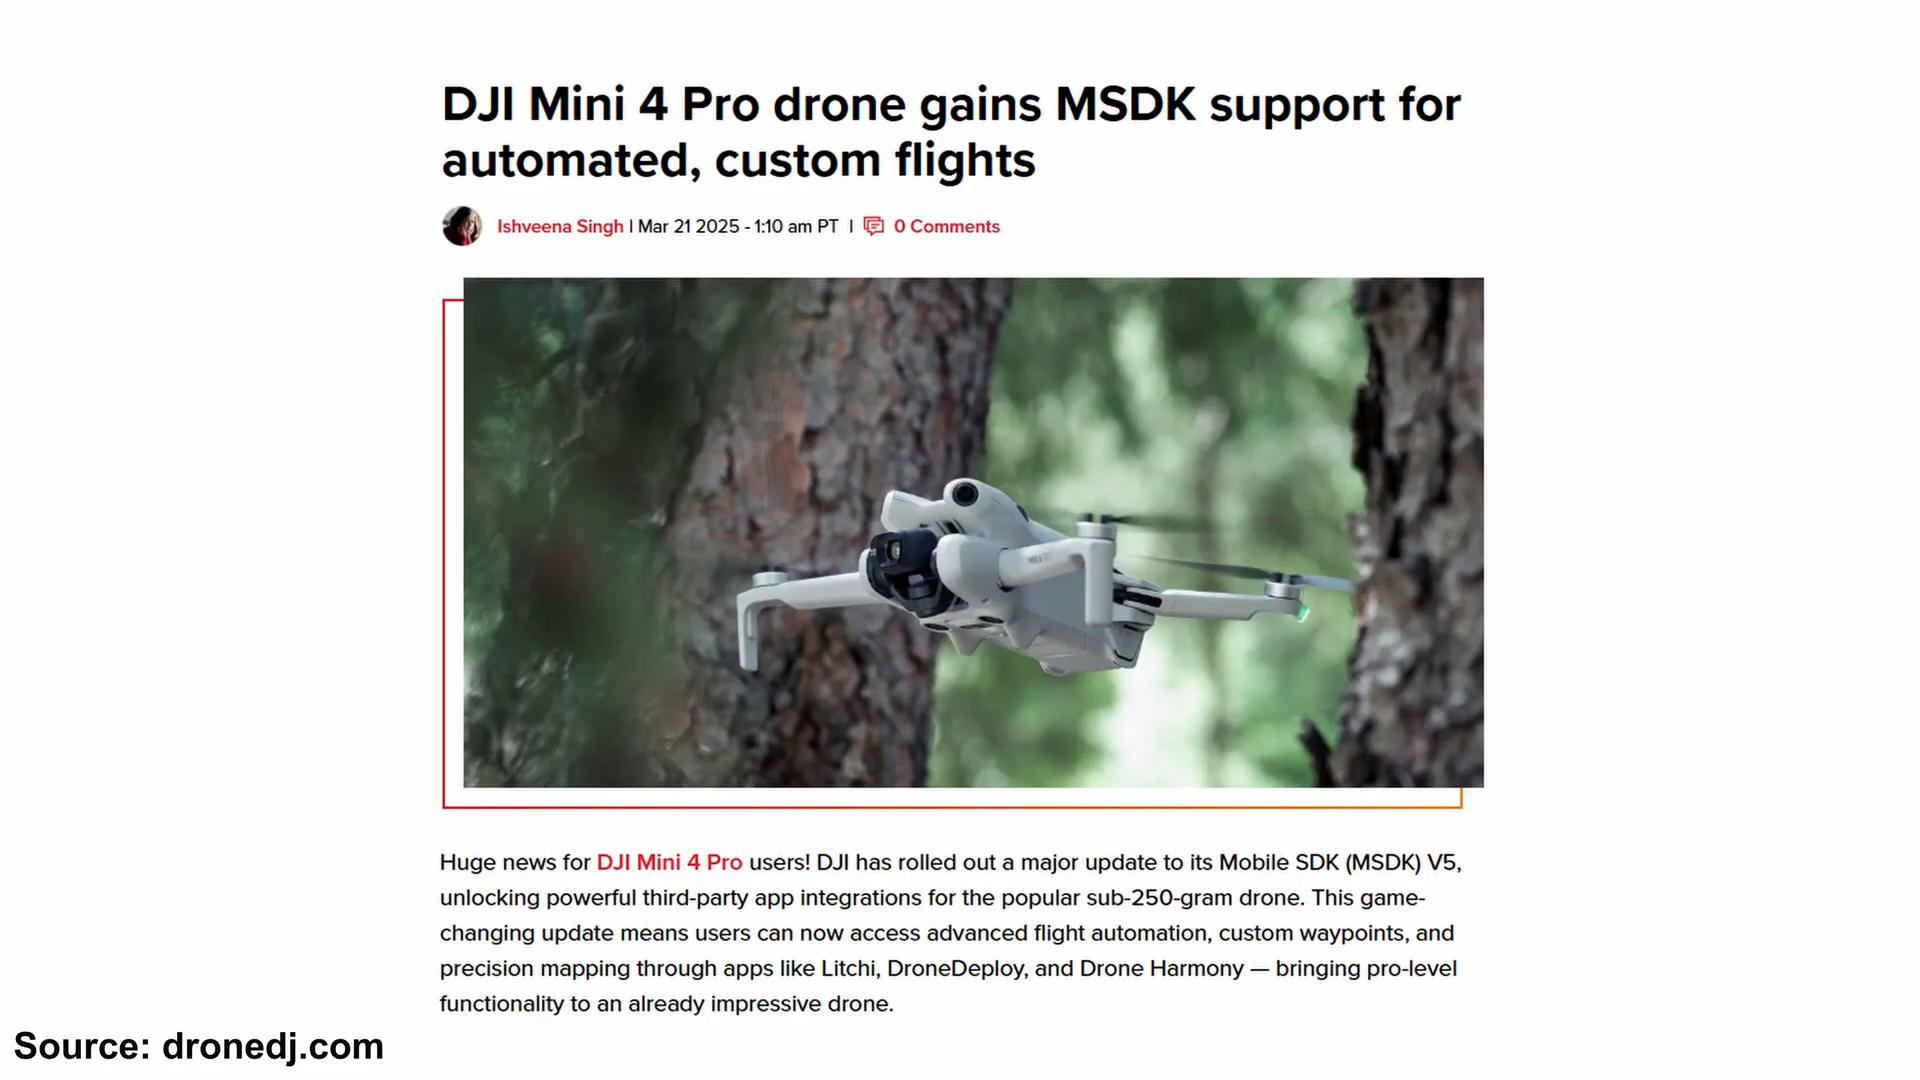 DJI Mini 4 Pro drone gains MSDK support for
automated, custom flights
Ishveena Singh | Mar 21 2025 - 1:10 am PT | 0 Comments
Huge news for DJI Mini 4 Pro users! DJI has rolled out a major update to its Mobile SDK (MSDK) V5,
unlocking powerful third-party app integrations for the popular sub-250-gram drone. This game-
changing update means users can now access advanced flight automation, custom waypoints, and
precision mapping through apps like Litchi, DroneDeploy, and Drone Harmony — bringing pro-level
functionality to an already impressive drone.
Source: dronedj.com